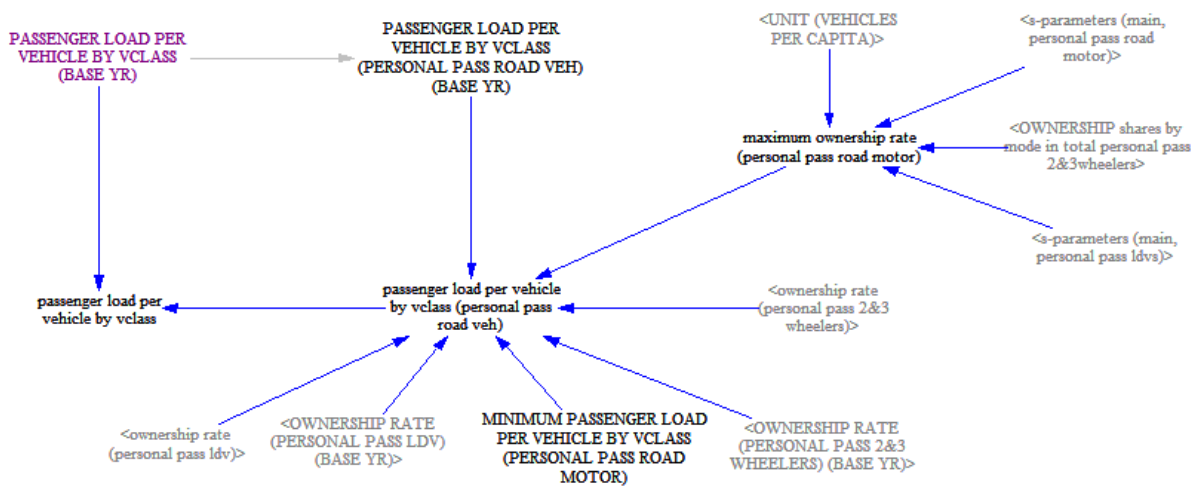 PASSENGER LOAD PER
VEHICLE BY VCLASS
(BASE YR)
PASSENGER LOAD PER
VEHICLE BY VCLASS
(PERSONAL PASS ROAD VEH)
(BASE YR)
<UNIT (VEHICLES
PER CAPITA)>
<s-parameters (main,
personal pass road
motor)>
maximum ownership rate
(personal pass road motor)
<OWNERSHIP shares by
mode in total personal pass
2&3wheelers>
<s-parameters (main,
personal pass ldvs)>
passenger load per
vehicle by vclass
passenger load per vehicle
by vclass (personal pass
road veh)
<ownership rate
(personal pass 2&3
wheelers)>
<ownership rate
(personal pass ldv)>
<OWNERSHIP RATE
(PERSONAL PASS LDV)
(BASE YR)>
MINIMUM PASSENGER LOAD
PER VEHICLE BY VCLASS
(PERSONAL PASS ROAD
MOTOR)
<OWNERSHIP RATE
(PERSONAL PASS 2&3
WHEELERS) (BASE YR)>